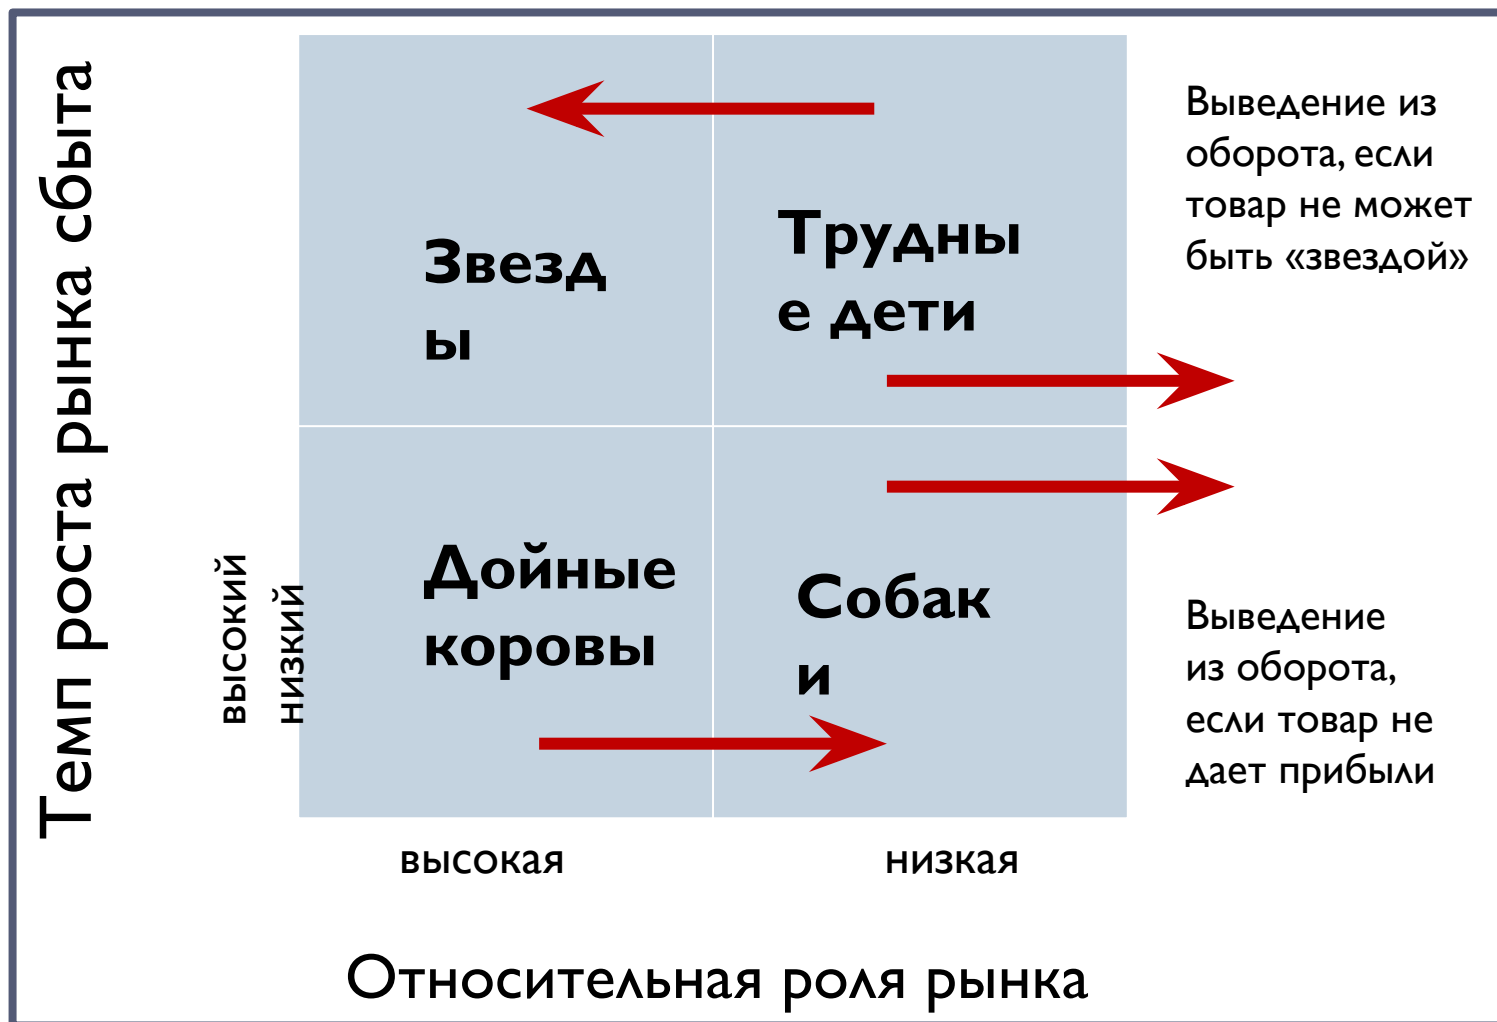 Темп роста рынка сбыта
высокий
низкий
Звезд
ы
Трудны
е дети
Выведение из
оборота, если
товар не может
быть «звездой»
Дойные
коровы
Собак
и
Выведение
из оборота,
если товар не
дает прибыли
высокая
низкая
Относительная роля рынка